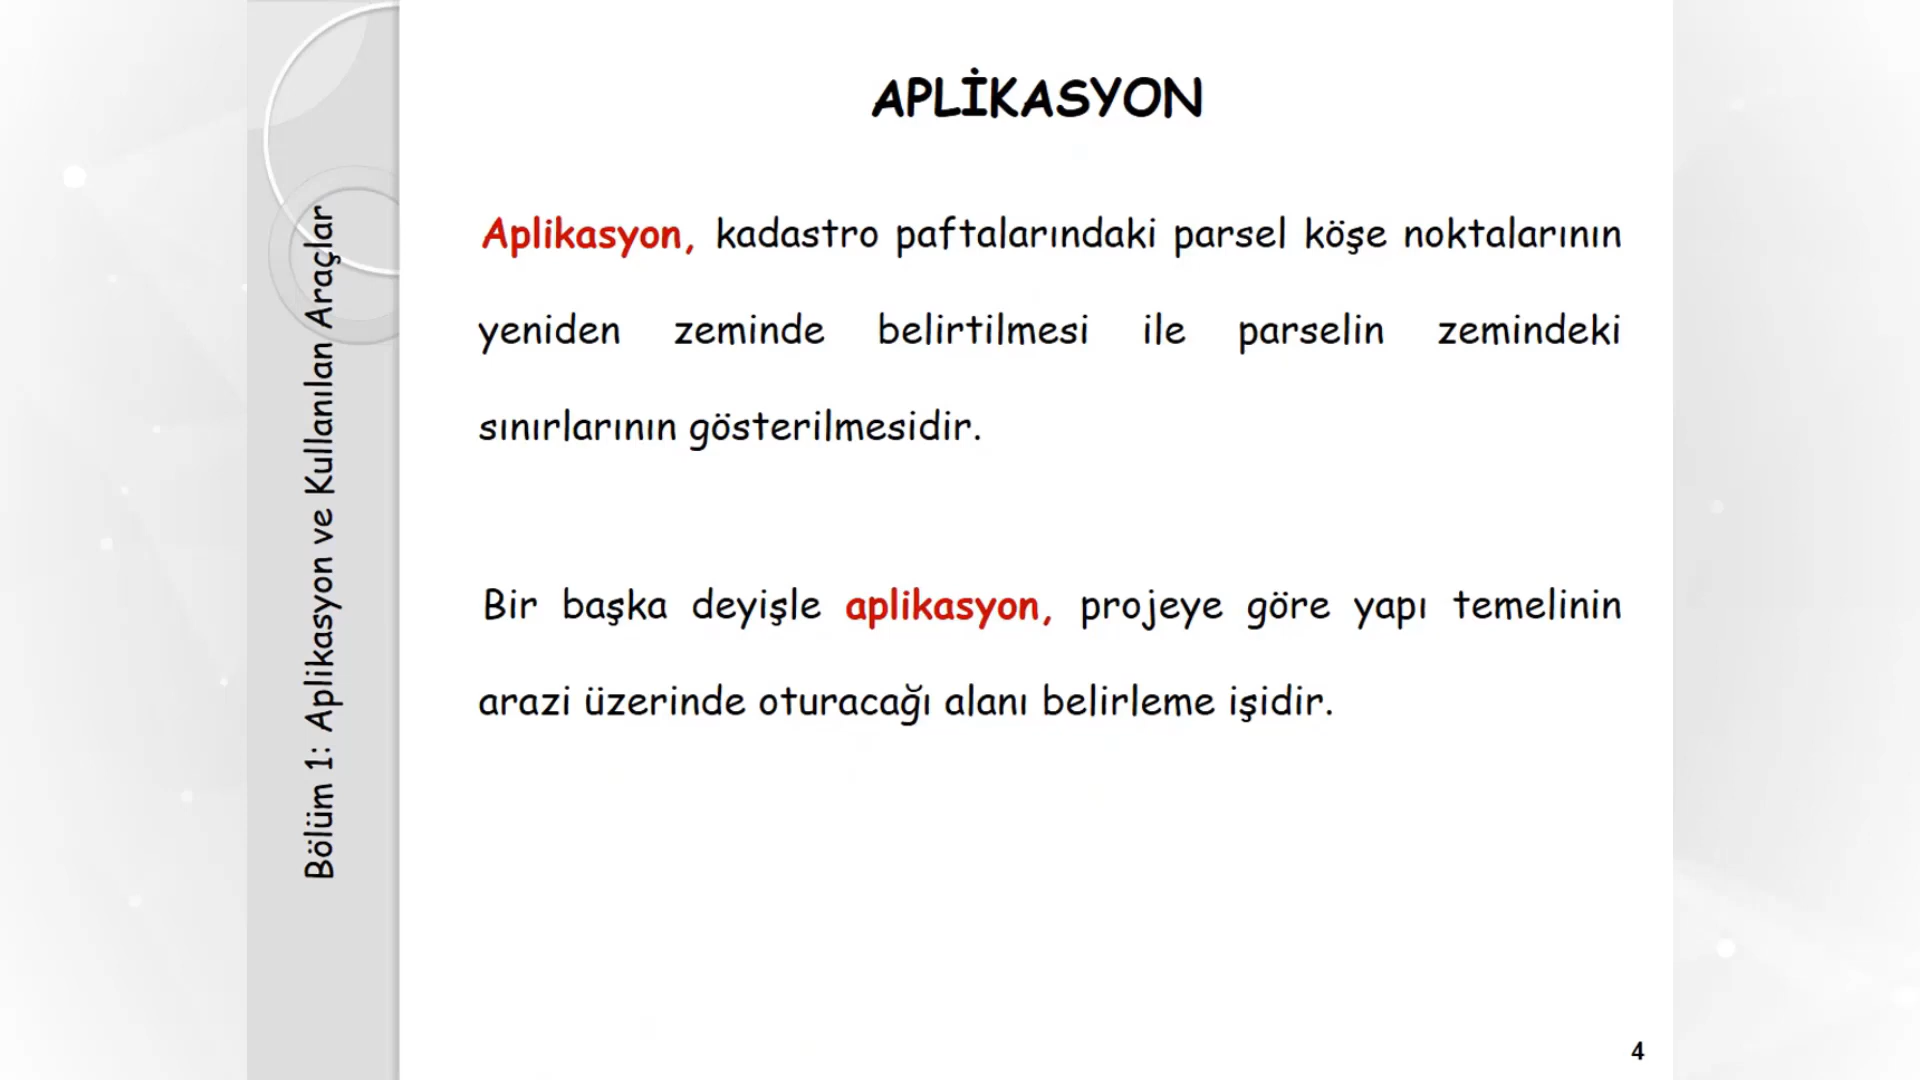 APLİKASYON
Aplikasyon, kadastro paftalarındaki parsel köşe noktalarının
yeniden zeminde belirtilmesi ile parselin zemindeki
sınırlarının gösterilmesidir.
Bir başka deyişle aplikasyon, projeye göre yapı temelinin
arazi üzerinde oturacağı alanı belirleme işidir.
Bölüm 1: Aplikasyon ve Kullanılan Araçlar
4